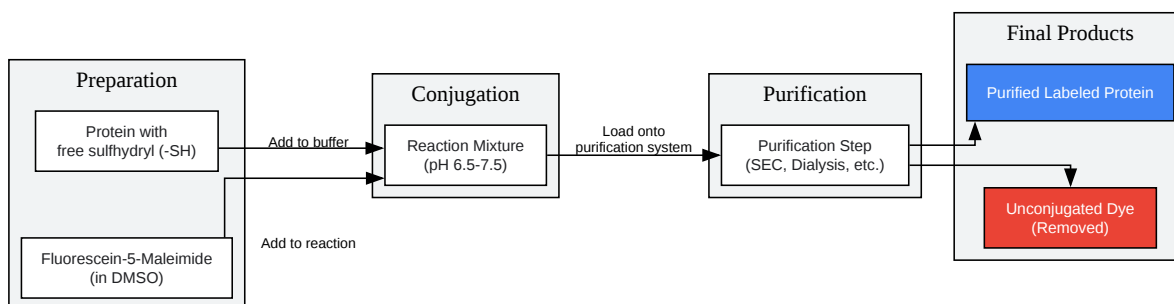 Preparation
Protein with
free sulfhydryl (-SH)
Fluorescein-5-Maleimide
(in DMSO)
Add to buffer
Add to reaction
Conjugation
Reaction Mixture
(pH 6.5-7.5)
Load onto
purification system
Purification
Purification Step
(SEC, Dialysis, etc.)
Final Products
Purified Labeled Protein
Unconjugated Dye
(Removed)